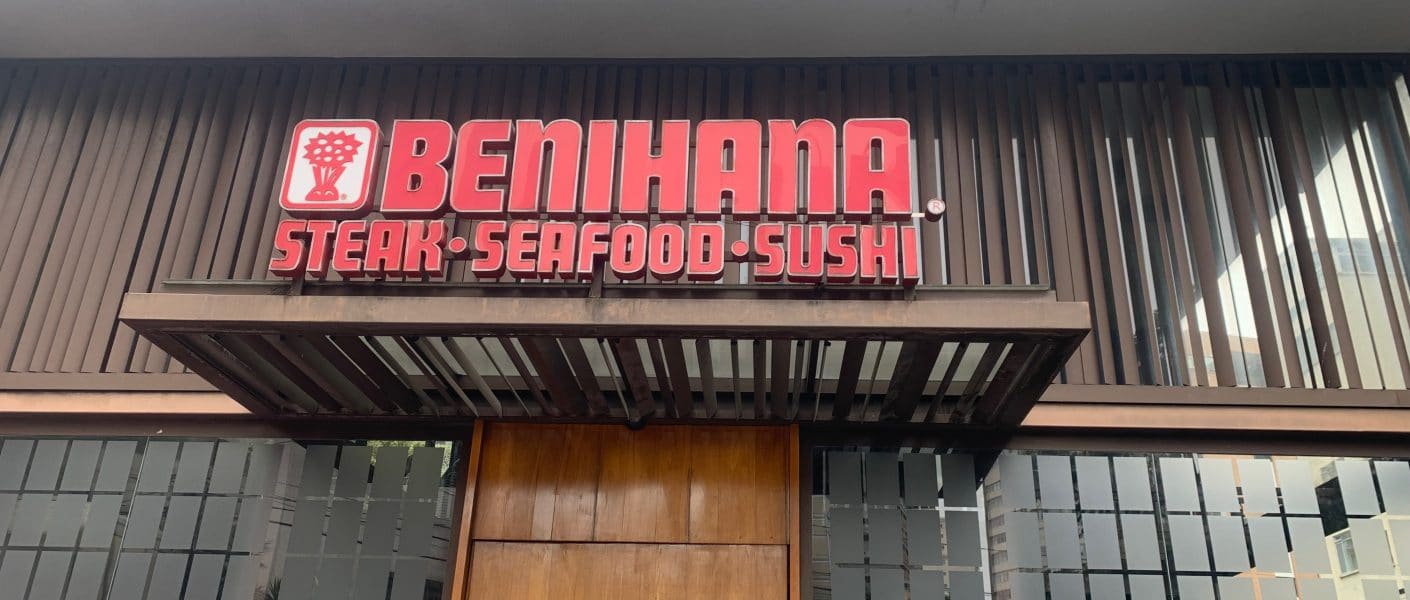 BENIHANA ®
STEAK · SEAFOOD · SUSHI